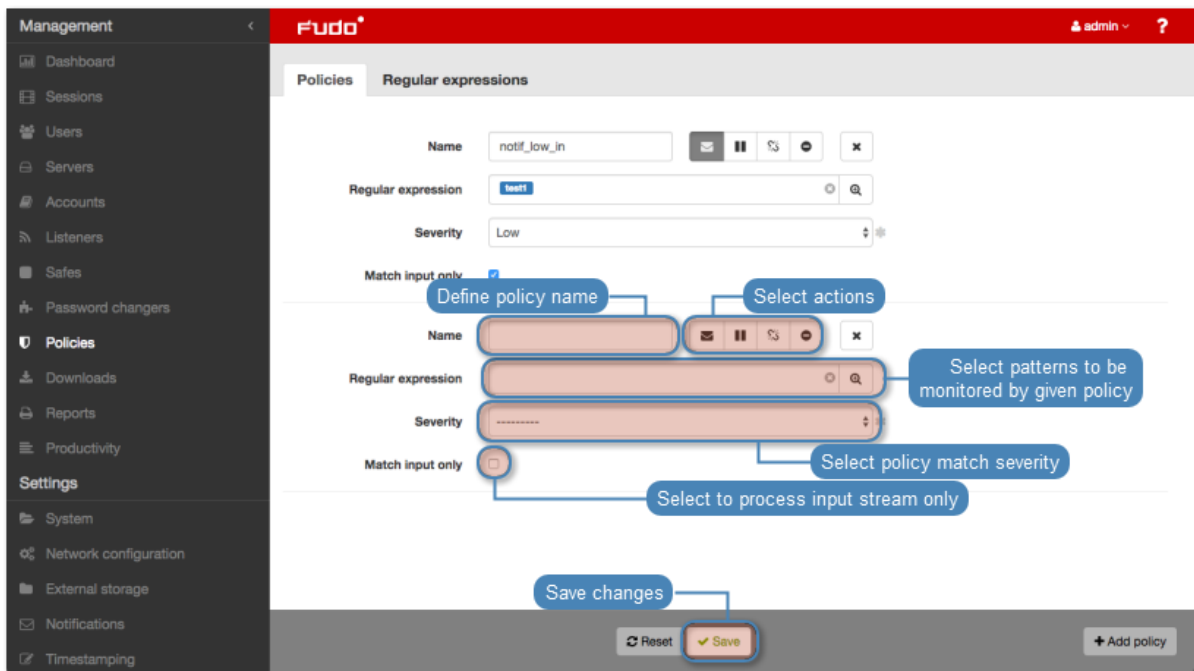 Management
Fudo
admin
?
Dashboard
Sessions
Users
Servers
Accounts
Listeners
Safes
Password changers
Policies
Downloads
Reports
Productivity
Settings
System
Network configuration
External storage
Notifications
Timestamping
Policies
Regular expressions
Name
notif_low_in
Regular expression
test1
Severity
Low
Match input only
Define policy name
Select actions
Name
Regular expression
Select patterns to be
monitored by given policy
Severity
---------
Select policy match severity
Match input only
Select to process input stream only
Save changes
Reset
Save
Add policy